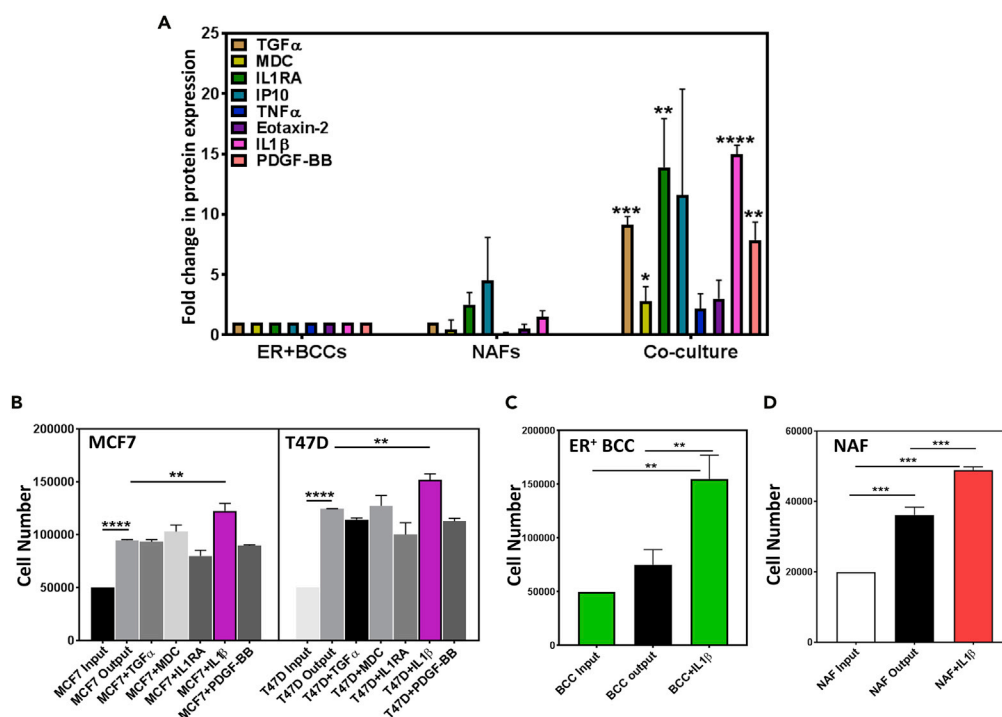 A
Fold change in protein expression
25
20
15
10
5
0
TGFα
MDC
IL1RA
IP10
TNFα
Eotaxin-2
IL1β
PDGF-BB
***
*
**
****
**
ER+BCCs
NAFs
Co-culture
B
Cell Number
200000
150000
100000
50000
0
MCF7
****
**
MCF7 Input
MCF7 Output
MCF7+TGFα
MCF7+MDC
MCF7+IL1RA
MCF7+IL1β
MCF7+PDGF-BB
T47D
****
**
T47D Input
T47D Output
T47D+TGFα
T47D+MDC
T47D+IL1RA
T47D+IL1β
T47D+PDGF-BB
C
Cell Number
200000
150000
100000
50000
0
ER⁺ BCC
**
**
BCC Input
BCC output
BCC+IL1β
D
Cell Number
60000
40000
20000
0
NAF
***
***
***
NAF Input
NAF Output
NAF+IL1β